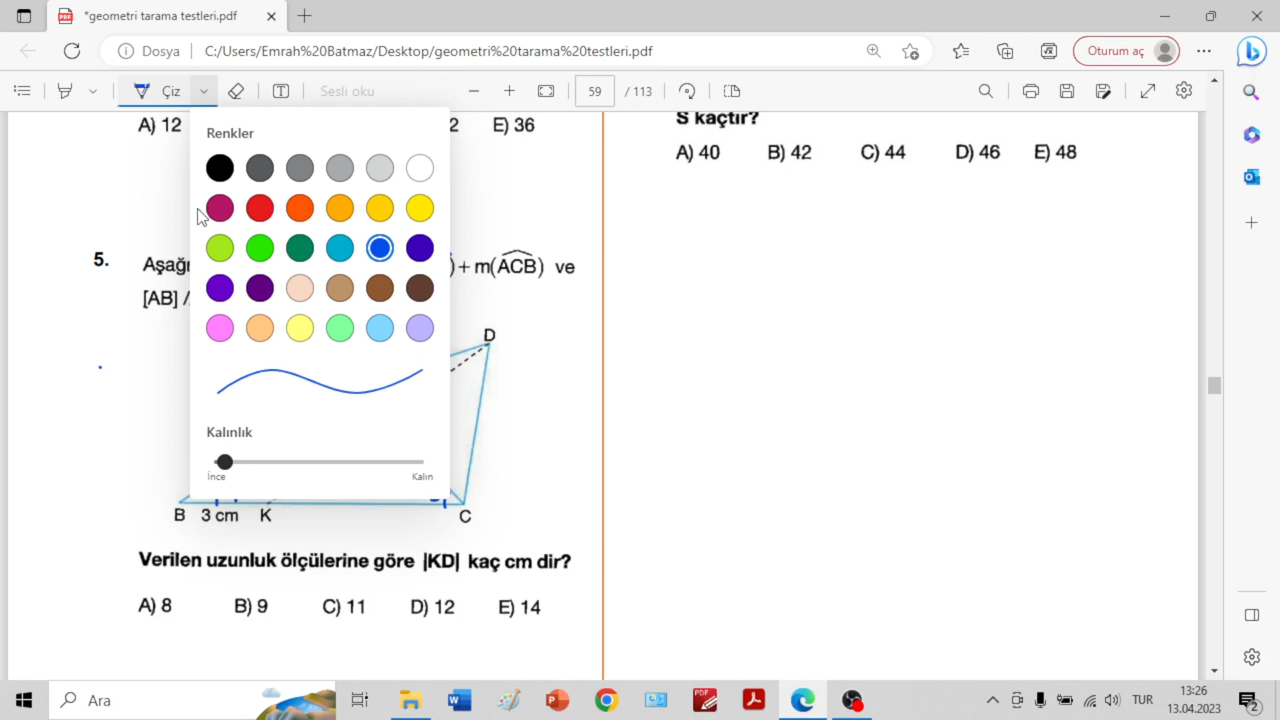 *geometri tarama testleri.pdf
Dosya
C:/Users/Emrah%20Batmaz/Desktop/geometri%20tarama%20testleri.pdf
Oturum aç
Çiz
Sesli oku
59 / 113
A) 12
2 E) 36
S kaçtır?
A) 40 B) 42 C) 44 D) 46 E) 48
Renkler
5.
) + m(ACB) ve
[AB] /
D
Kalınlık
İnce Kalın
B 3 cm K C
Verilen uzunluk ölçülerine göre |KD| kaç cm dir?
A) 8 B) 9 C) 11 D) 12 E) 14
Ara
TUR
13:26
13.04.2023
2